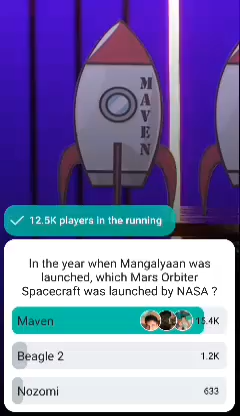 MAVEN
12.5K players in the running
In the year when Mangalyaan was
launched, which Mars Orbiter
Spacecraft was launched by NASA ?
Maven
15.4K
Beagle 2
1.2K
Nozomi
633